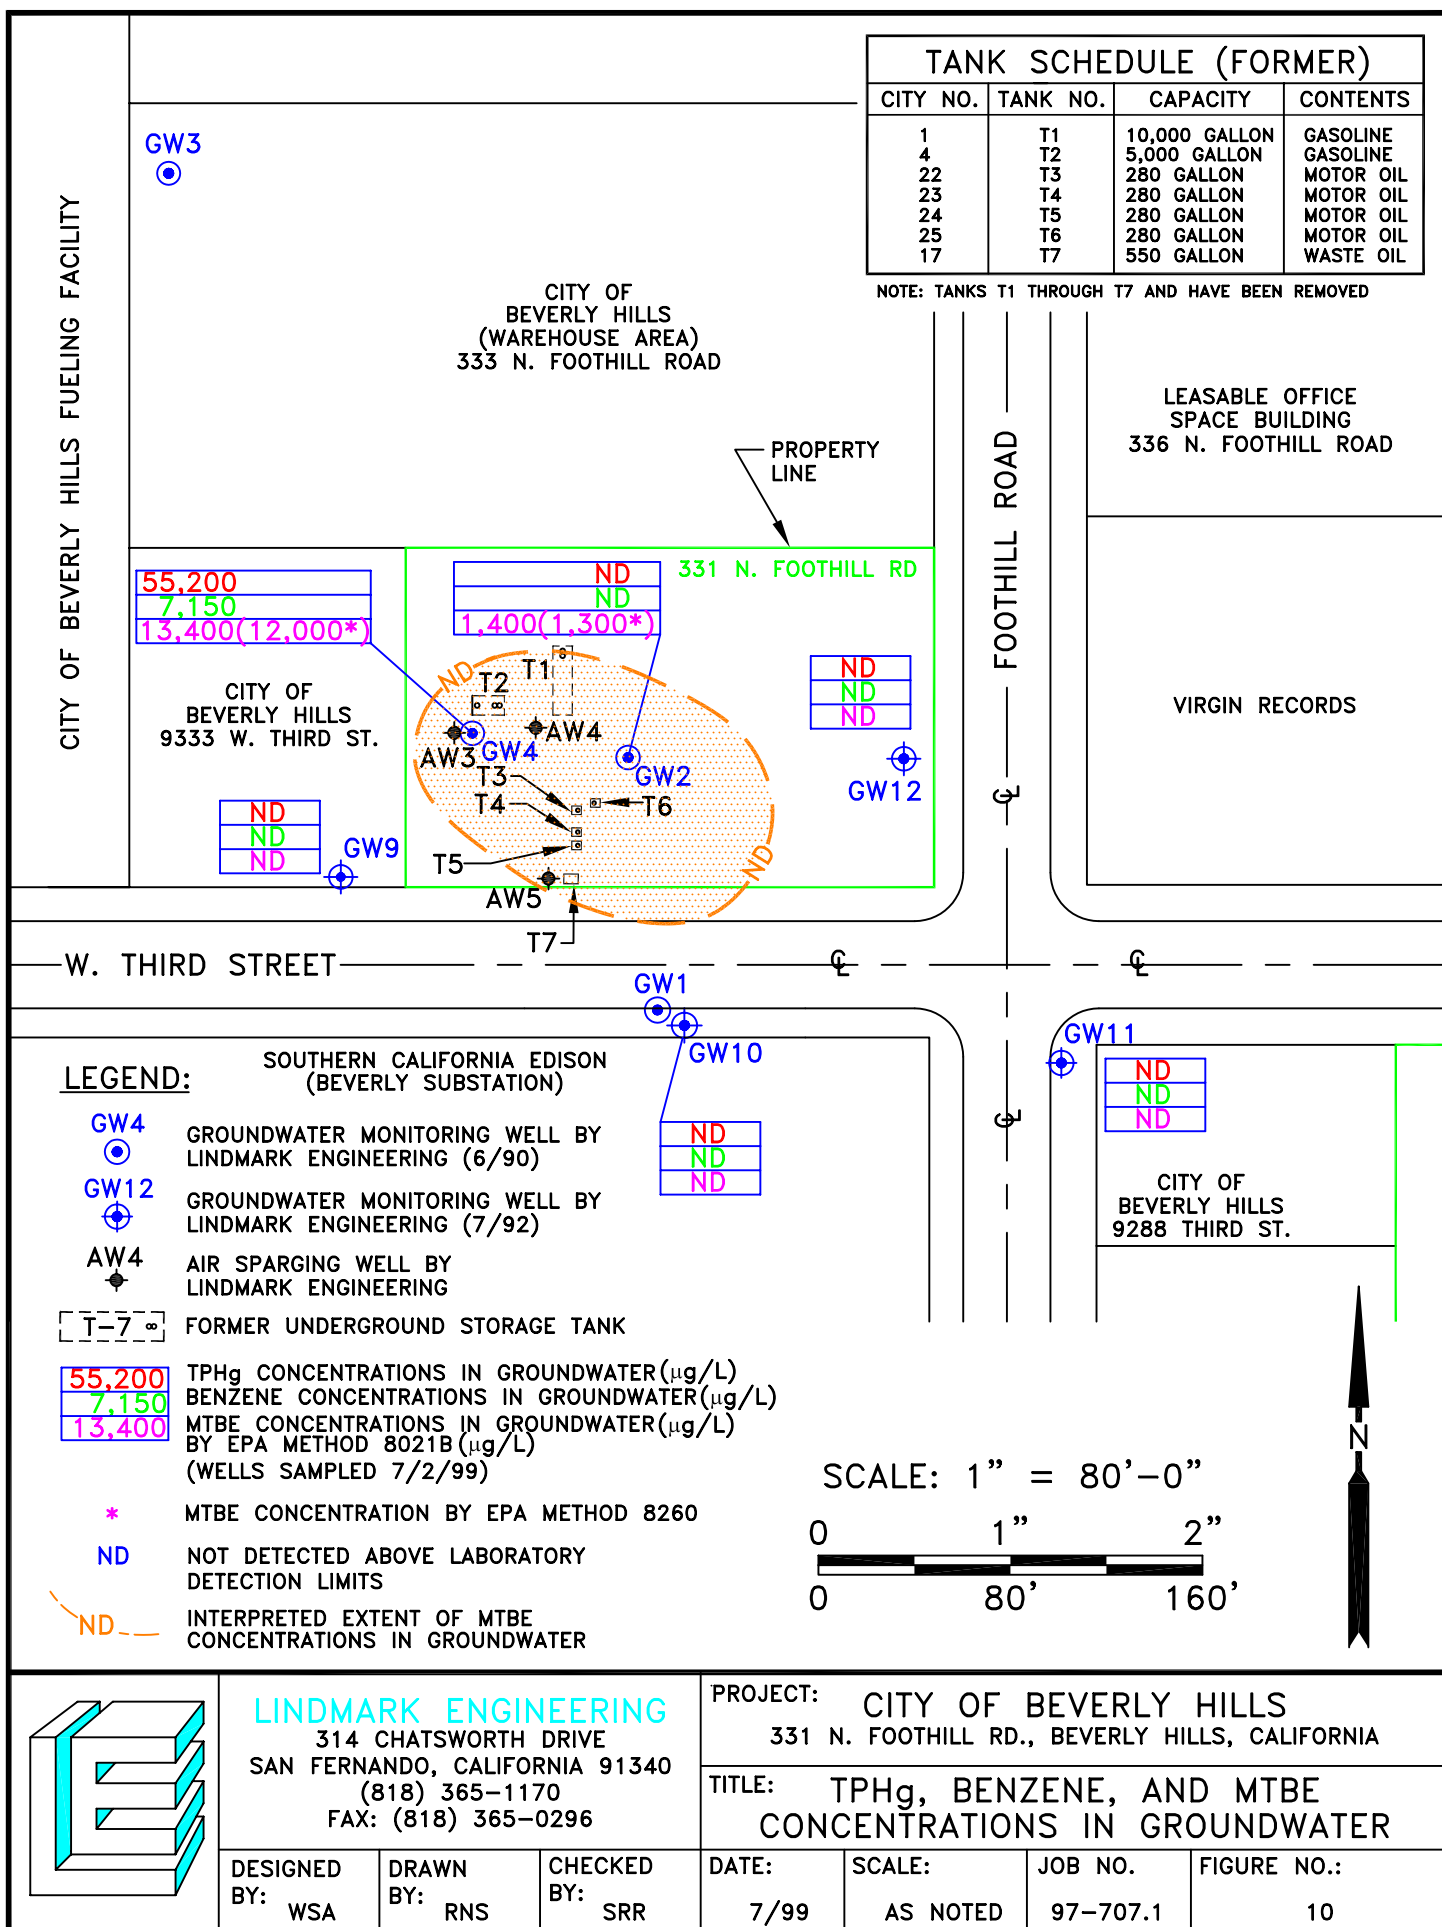 TANK SCHEDULE (FORMER)
CITY NO. TANK NO. CAPACITY CONTENTS
1 T1 10,000 GALLON GASOLINE
4 T2 5,000 GALLON GASOLINE
22 T3 280 GALLON MOTOR OIL
23 T4 280 GALLON MOTOR OIL
24 T5 280 GALLON MOTOR OIL
25 T6 280 GALLON MOTOR OIL
17 T7 550 GALLON WASTE OIL
NOTE: TANKS T1 THROUGH T7 AND HAVE BEEN REMOVED
GW3
CITY OF BEVERLY HILLS FUELING FACILITY
CITY OF
BEVERLY HILLS
(WAREHOUSE AREA)
333 N. FOOTHILL ROAD
PROPERTY
LINE
FOOTHILL ROAD
LEASABLE OFFICE
SPACE BUILDING
336 N. FOOTHILL ROAD
VIRGIN RECORDS
55,200
7,150
13,400(12,000*)
ND
ND
1,400(1,300*)
331 N. FOOTHILL RD
ND
ND
ND
GW12
CITY OF
BEVERLY HILLS
9333 W. THIRD ST.
ND
T1
T2
AW3
GW4
AW4
GW2
T3
T4
T6
T5
AW5
T7
ND
ND
ND
ND
GW9
W. THIRD STREET
℄
℄
℄
℄
GW1
GW10
ND
ND
ND
GW11
ND
ND
ND
SOUTHERN CALIFORNIA EDISON
(BEVERLY SUBSTATION)
CITY OF
BEVERLY HILLS
9288 THIRD ST.
LEGEND:
GW4
GROUNDWATER MONITORING WELL BY
LINDMARK ENGINEERING (6/90)
GW12
GROUNDWATER MONITORING WELL BY
LINDMARK ENGINEERING (7/92)
AW4
AIR SPARGING WELL BY
LINDMARK ENGINEERING
T-7 FORMER UNDERGROUND STORAGE TANK
55,200 TPHg CONCENTRATIONS IN GROUNDWATER(µg/L)
7,150 BENZENE CONCENTRATIONS IN GROUNDWATER(µg/L)
13,400 MTBE CONCENTRATIONS IN GROUNDWATER(µg/L)
BY EPA METHOD 8021B(µg/L)
(WELLS SAMPLED 7/2/99)
* MTBE CONCENTRATION BY EPA METHOD 8260
ND NOT DETECTED ABOVE LABORATORY
DETECTION LIMITS
ND INTERPRETED EXTENT OF MTBE
CONCENTRATIONS IN GROUNDWATER
SCALE: 1" = 80'-0"
0 1" 2"
0 80' 160'
N
LINDMARK ENGINEERING
314 CHATSWORTH DRIVE
SAN FERNANDO, CALIFORNIA 91340
(818) 365-1170
FAX: (818) 365-0296
PROJECT: CITY OF BEVERLY HILLS
331 N. FOOTHILL RD., BEVERLY HILLS, CALIFORNIA
TITLE: TPHg, BENZENE, AND MTBE
CONCENTRATIONS IN GROUNDWATER
DESIGNED BY: WSA
DRAWN BY: RNS
CHECKED BY: SRR
DATE: 7/99
SCALE: AS NOTED
JOB NO. 97-707.1
FIGURE NO.: 10